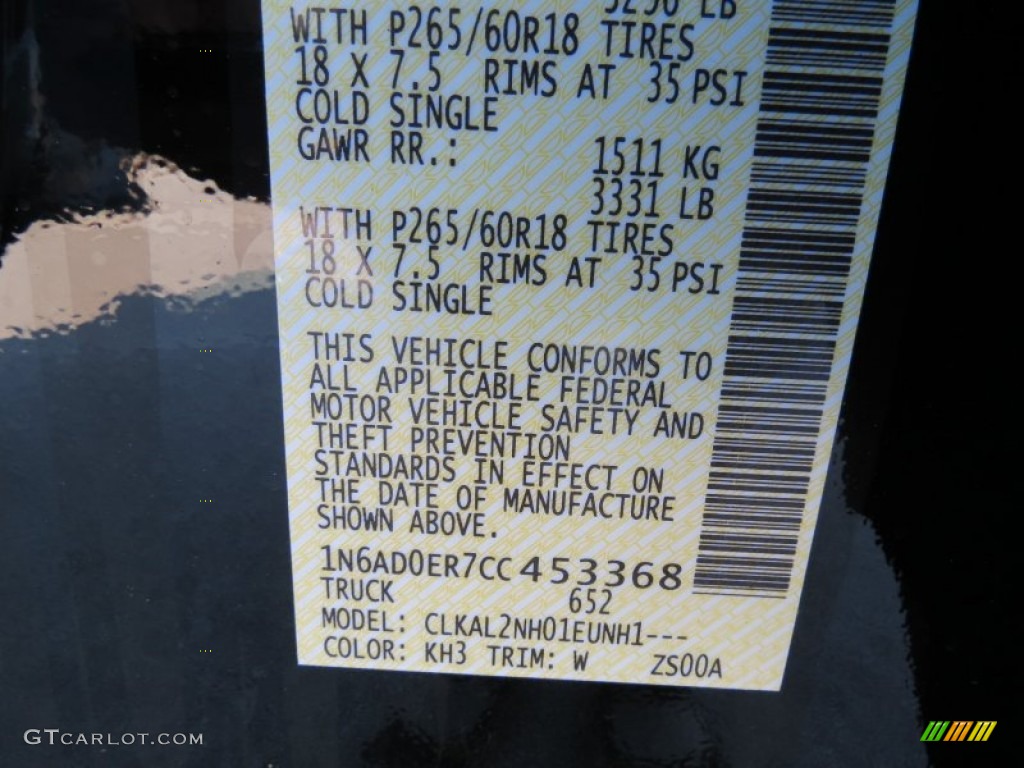 3256 LB
WITH P265/60R18 TIRES
18 X 7.5 RIMS AT 35 PSI
COLD SINGLE
GAWR RR.: 1511 KG
3331 LB
WITH P265/60R18 TIRES
18 X 7.5 RIMS AT 35 PSI
COLD SINGLE
THIS VEHICLE CONFORMS TO
ALL APPLICABLE FEDERAL
MOTOR VEHICLE SAFETY AND
THEFT PREVENTION
STANDARDS IN EFFECT ON
THE DATE OF MANUFACTURE
SHOWN ABOVE.
1N6AD0ER7CC453368
TRUCK 652
MODEL: CLKAL2NH01EUNH1---
COLOR: KH3 TRIM: W ZS00A
GTCARLOT.COM